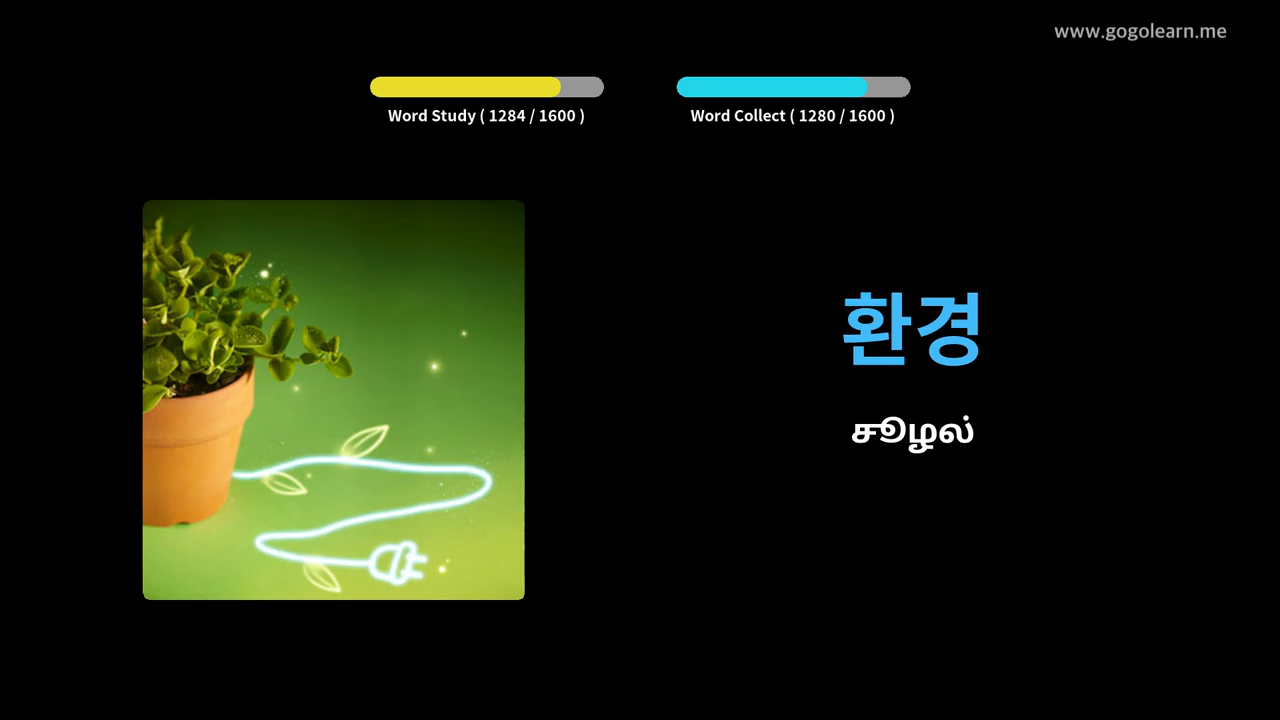 www.gogolearn.me
Word Study ( 1284 / 1600 )
Word Collect ( 1280 / 1600 )
환경
சூழல்